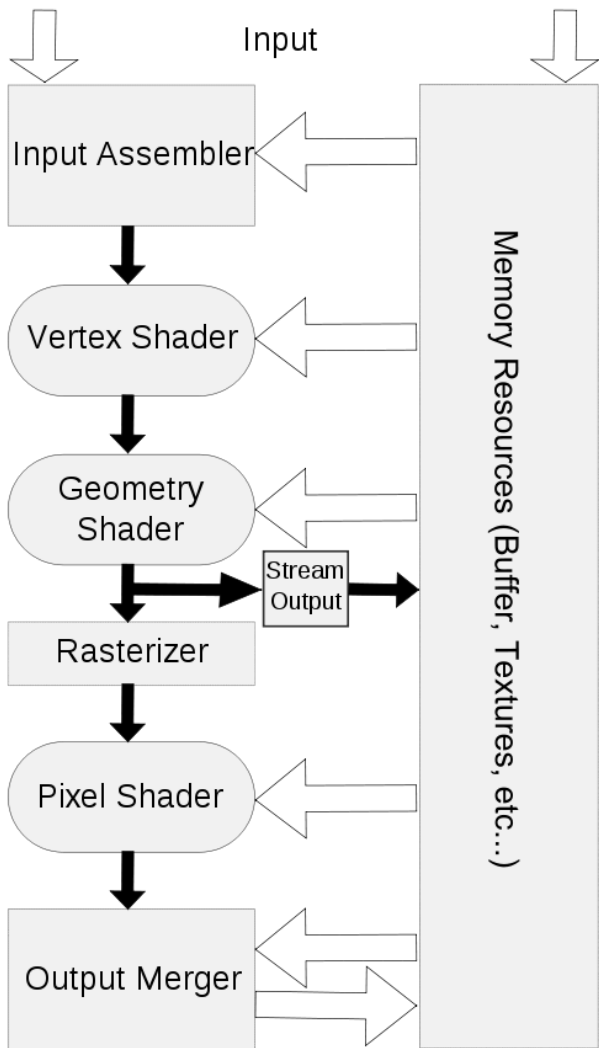 Input
Input Assembler
Vertex Shader
Geometry
Shader
Stream
Output
Rasterizer
Pixel Shader
Output Merger
Memory Resources (Buffer, Textures, etc...)